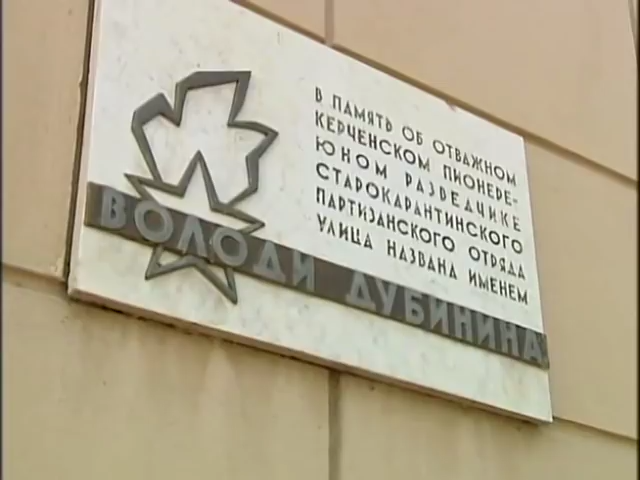 В ПАМЯТЬ ОБ ОТВАЖНОМ
КЕРЧЕНСКОМ ПИОНЕРЕ-
ЮНОМ РАЗВЕДЧИКЕ
СТАРОКАРАНТИНСКОГО
ПАРТИЗАНСКОГО ОТРЯДА
УЛИЦА НАЗВАНА ИМЕНЕМ
ВОЛОДИ ДУБИНИНА